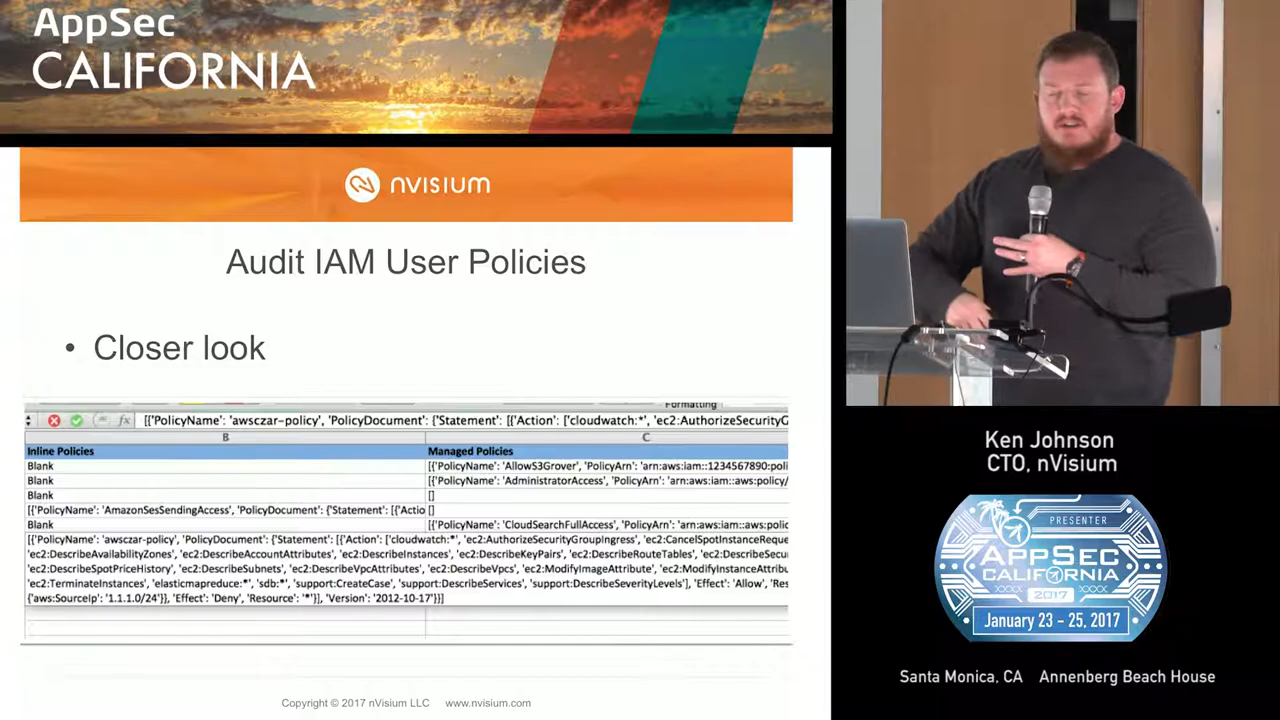 AppSec
CALIFORNIA
nVISIUM
Audit IAM User Policies
• Closer look
Formatting
fx [{'PolicyName': 'awsczar-policy', 'PolicyDocument': {'Statement': [{'Action': ['cloudwatch:*', 'ec2:AuthorizeSecurityG
B C
Inline Policies Managed Policies
Blank [{'PolicyName': 'AllowS3Grover', 'PolicyArn': 'arn:aws:iam::1234567890:poli
Blank [{'PolicyName': 'AdministratorAccess', 'PolicyArn': 'arn:aws:iam::aws:policy/
Blank []
[{'PolicyName': 'AmazonSesSendingAccess', 'PolicyDocument': {'Statement': [{'Actio []
Blank [{'PolicyName': 'CloudSearchFullAccess', 'PolicyArn': 'arn:aws:iam::aws:polic
[{'PolicyName': 'awsczar-policy', 'PolicyDocument': {'Statement': [{'Action': ['cloudwatch:*', 'ec2:AuthorizeSecurityGroupIngress', 'ec2:CancelSpotInstanceReque
'ec2:DescribeAvailabilityZones', 'ec2:DescribeAccountAttributes', 'ec2:DescribeInstances', 'ec2:DescribeKeyPairs', 'ec2:DescribeRouteTables', 'ec2:DescribeSecur
'ec2:DescribeSpotPriceHistory', 'ec2:DescribeSubnets', 'ec2:DescribeVpcAttributes', 'ec2:DescribeVpcs', 'ec2:ModifyImageAttribute', 'ec2:ModifyInstanceAttribu
'ec2:TerminateInstances', 'elasticmapreduce:*', 'sdb:*', 'support:CreateCase', 'support:DescribeServices', 'support:DescribeSeverityLevels'], 'Effect': 'Allow', 'Res
{'aws:SourceIp': '1.1.1.0/24'}}, 'Effect': 'Deny', 'Resource': '*'}], 'Version': '2012-10-17'}}]
Copyright © 2017 nVisium LLC www.nvisium.com
Ken Johnson
CTO, nVisium
PRESENTER
APPSEC
CALIFORNIA
2017
January 23 - 25, 2017
Santa Monica, CA Annenberg Beach House